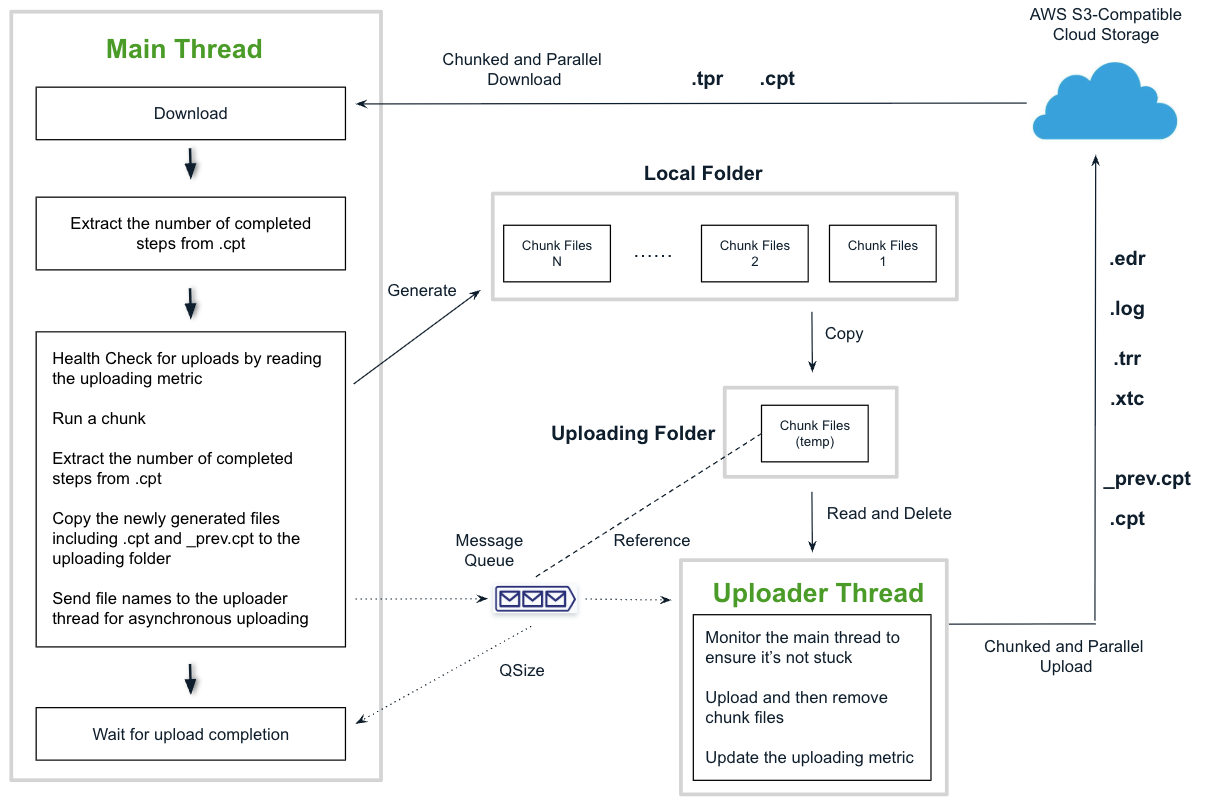 Main Thread
Download
Extract the number of completed
steps from .cpt
Health Check for uploads by reading
the uploading metric
Run a chunk
Extract the number of completed
steps from .cpt
Copy the newly generated files
including .cpt and _prev.cpt to the
uploading folder
Send file names to the uploader
thread for asynchronous uploading
Wait for upload completion
Chunked and Parallel
Download
.tpr
.cpt
AWS S3-Compatible
Cloud Storage
Local Folder
Chunk Files
N
......
Chunk Files
2
Chunk Files
1
Generate
Copy
Uploading Folder
Chunk Files
(temp)
Read and Delete
Reference
Message
Queue
QSize
Uploader Thread
Monitor the main thread to
ensure it's not stuck
Upload and then remove
chunk files
Update the uploading metric
Chunked and Parallel
Upload
.edr
.log
.trr
.xtc
_prev.cpt
.cpt